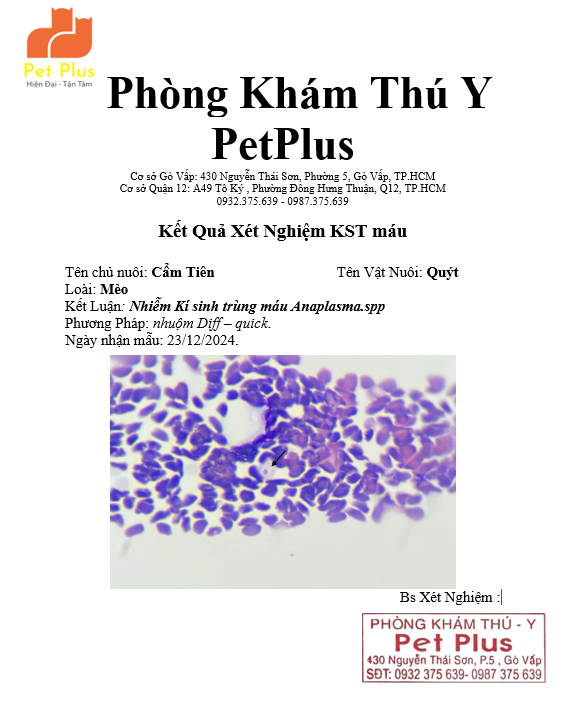 Pet Plus
Hiện Đại - Tận Tâm
Phòng Khám Thú Y
PetPlus
Cơ sở Gò Vấp: 430 Nguyễn Thái Sơn, Phường 5, Gò Vấp, TP.HCM
Cơ sở Quận 12: A49 Tô Ký , Phường Đông Hưng Thuận, Q12, TP.HCM
0932.375.639 - 0987.375.639
Kết Quả Xét Nghiệm KST máu
Tên chủ nuôi: Cẩm Tiên Tên Vật Nuôi: Quýt
Loài: Mèo
Kết Luận: Nhiễm Kí sinh trùng máu Anaplasma.spp
Phương Pháp: nhuộm Diff – quick.
Ngày nhận mẫu: 23/12/2024.
Bs Xét Nghiệm :
PHÒNG KHÁM THÚ - Y
Pet Plus
430 Nguyễn Thái Sơn, P.5 , Gò Vấp
SĐT: 0932 375 639- 0987 375 639